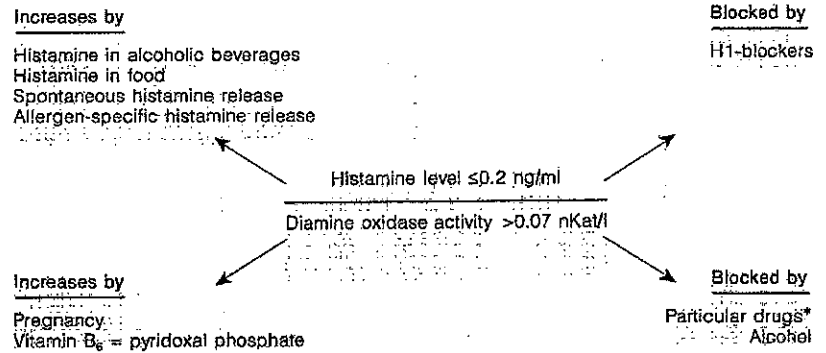 Increases by
Histamine in alcoholic beverages
Histamine in food
Spontaneous histamine release
Allergen-specific histamine release
Blocked by
H1-blockers
Histamine level ≤0.2 ng/ml
Diamine oxidase activity >0.07 nKat/l
Increases by
Pregnancy
Vitamin B₆ = pyridoxal phosphate
Blocked by
Particular drugs*
Alcohol